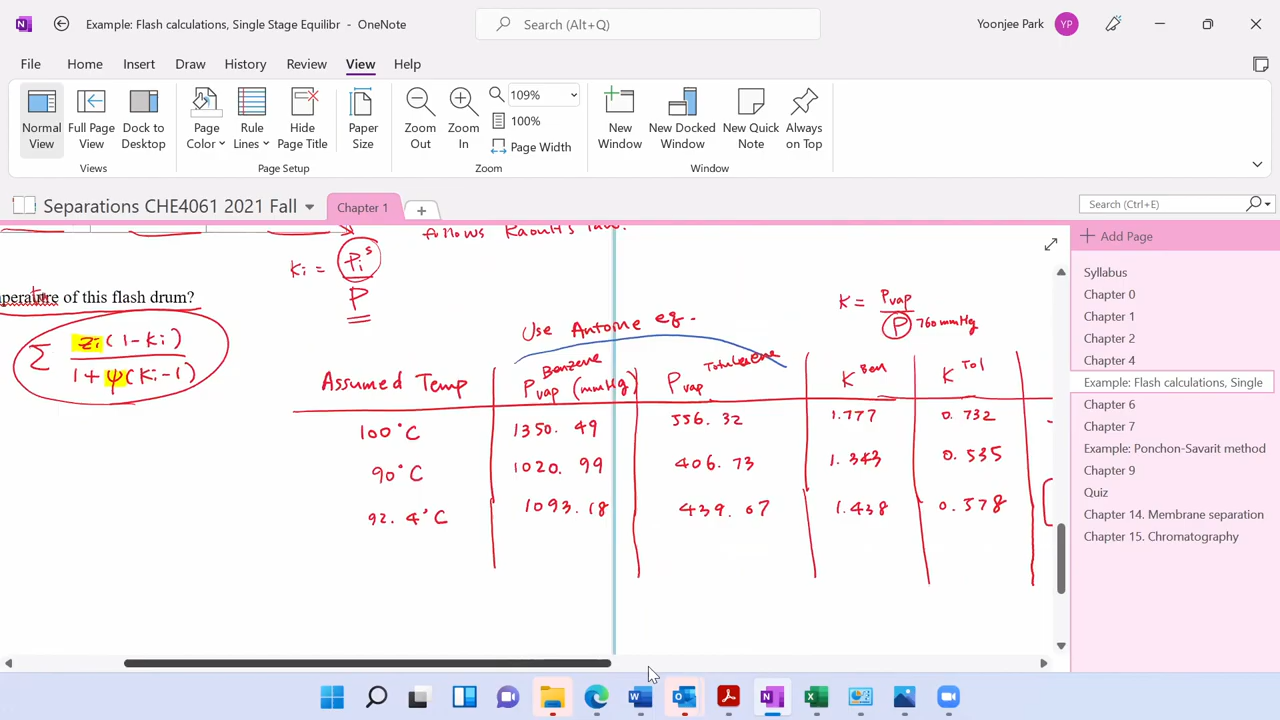 Example: Flash calculations, Single Stage Equilibr - OneNote
Search (Alt+Q)
Yoonjee Park
YP
File Home Insert Draw History Review View Help
Normal View
Full Page View
Dock to Desktop
Views
Page Color
Rule Lines
Hide Page Title
Paper Size
Page Setup
Zoom Out
Zoom In
109%
100%
Page Width
Zoom
New Window
New Docked Window
New Quick Note
Always on Top
Window
Separations CHE4061 2021 Fall
Chapter 1
Search (Ctrl+E)
follows Raoult's law.
Ki = Pi^s / P
perature of this flash drum?
Σ zi(1-Ki) / 1+ψ(Ki-1)
Use Antoine eq.
K = Pvap / P 760mmHg
Assumed Temp Pvap Benzene (mmHg) Pvap K Ben K Tol
100°C 1350.49 556.32 1.777 0.732
90°C 1020.99 406.73 1.343 0.535
92.4°C 1093.18 439.07 1.438 0.578
Add Page
Syllabus
Chapter 0
Chapter 1
Chapter 2
Chapter 4
Example: Flash calculations, Single
Chapter 6
Chapter 7
Example: Ponchon-Savarit method
Chapter 9
Quiz
Chapter 14. Membrane separation
Chapter 15. Chromatography